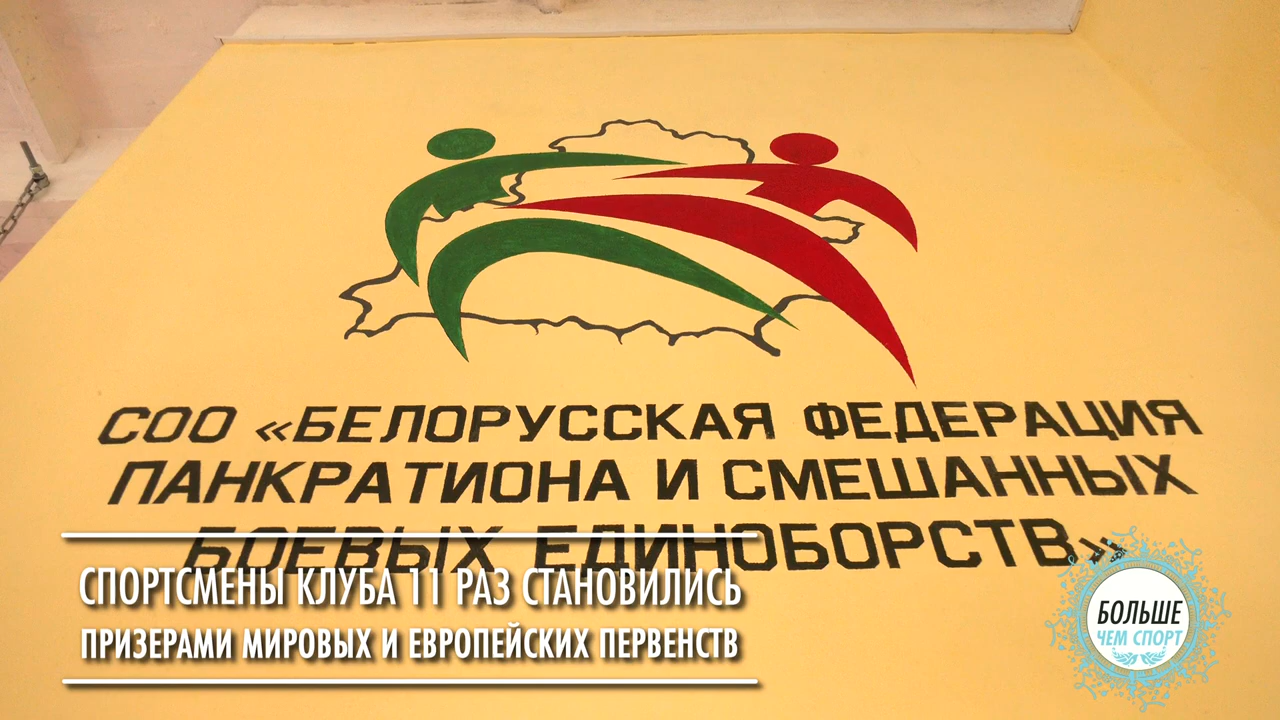 СОО «БЕЛОРУССКАЯ ФЕДЕРАЦИЯ
ПАНКРАТИОНА И СМЕШАННЫХ
БОЕВЫХ ЕДИНОБОРСТВ»
СПОРТСМЕНЫ КЛУБА 11 РАЗ СТАНОВИЛИСЬ
ПРИЗЕРАМИ МИРОВЫХ И ЕВРОПЕЙСКИХ ПЕРВЕНСТВ
БОЛЬШЕ
ЧЕМ СПОРТ